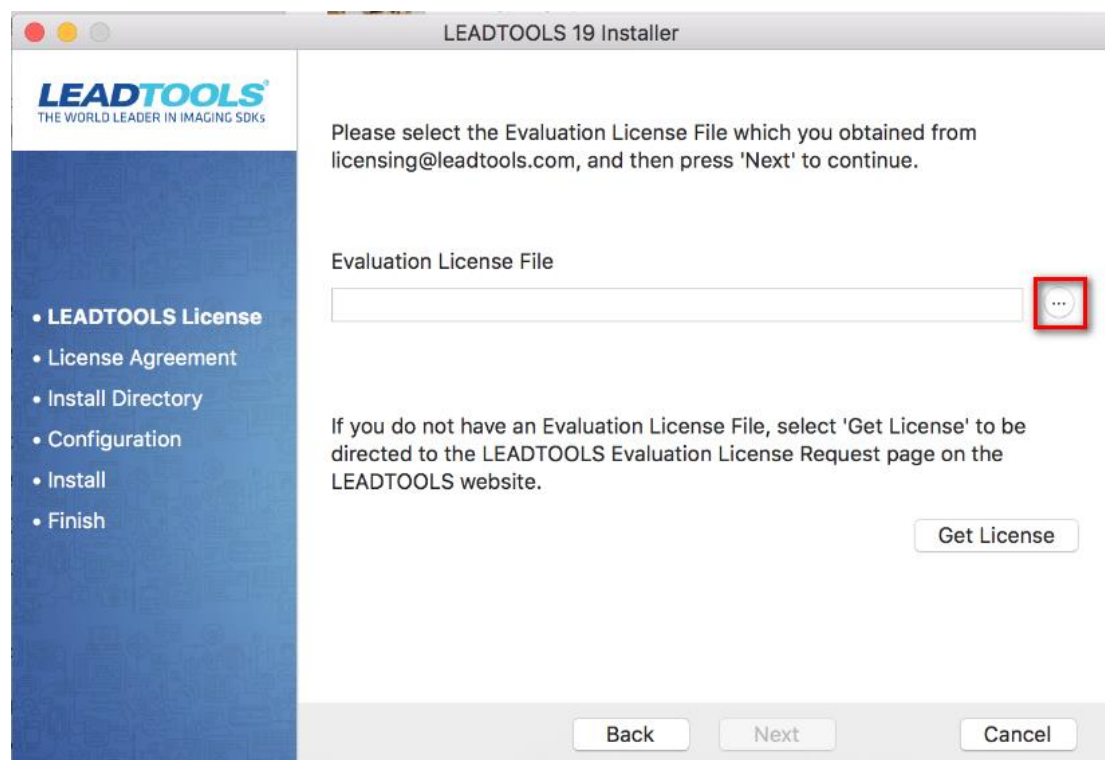 LEADTOOLS 19 Installer
LEADTOOLS®
THE WORLD LEADER IN IMAGING SDKs
• LEADTOOLS License
• License Agreement
• Install Directory
• Configuration
• Install
• Finish
Please select the Evaluation License File which you obtained from
licensing@leadtools.com, and then press 'Next' to continue.
Evaluation License File
...
If you do not have an Evaluation License File, select 'Get License' to be
directed to the LEADTOOLS Evaluation License Request page on the
LEADTOOLS website.
Get License
Back
Next
Cancel